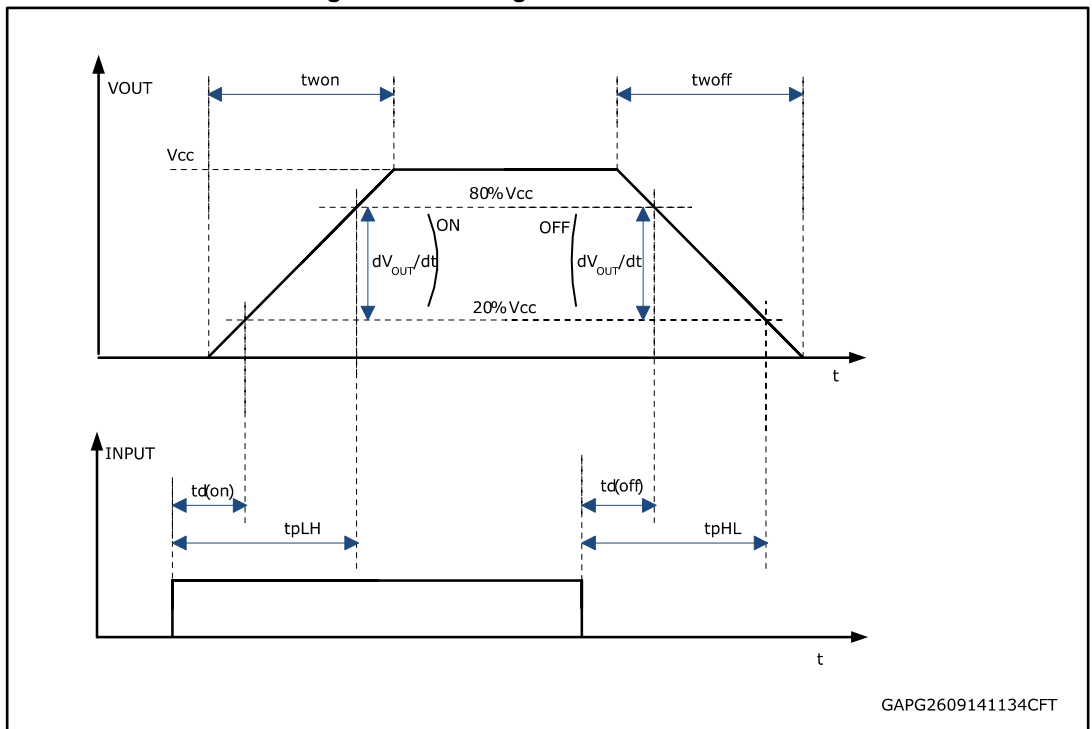 twon
twoff
VOUT
Vcc
80% Vcc
ON
OFF
dVOUT/dt
dVOUT/dt
20% Vcc
t
INPUT
td(on)
td(off)
tpLH
tpHL
t
GAPG2609141134CFT